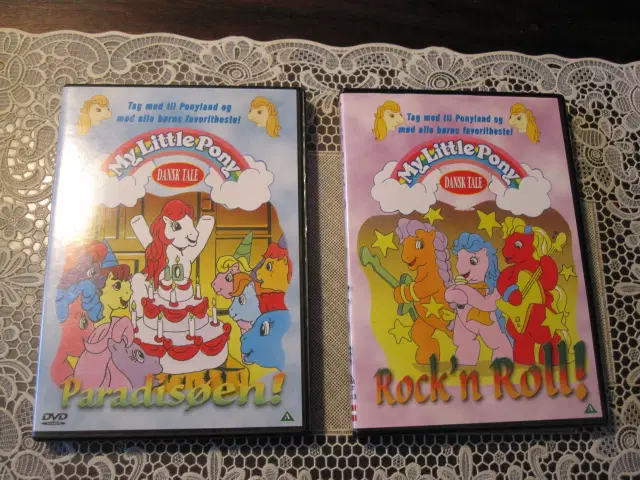 Tag med til Ponyland og
mød alle børns favoritheste!
My Little Pony
DANSK TALE
10
Paradisøen!
DVD
Tag med til Ponyland og
mød alle børns favoritheste!
My Little Pony
DANSK TALE
Rock'n Roll!